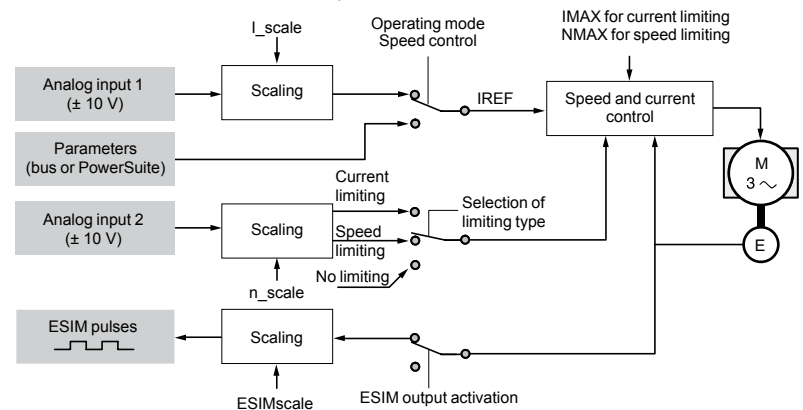 I_scale
Operating mode
Speed control
IMAX for current limiting
NMAX for speed limiting
Analog input 1
(± 10 V)
Scaling
IREF
Speed and current
control
Parameters
(bus or PowerSuite)
M
3 ~
Current
limiting
Analog input 2
(± 10 V)
Scaling
Speed
limiting
Selection of
limiting type
E
No limiting
n_scale
ESIM pulses
Scaling
ESIMscale
ESIM output activation